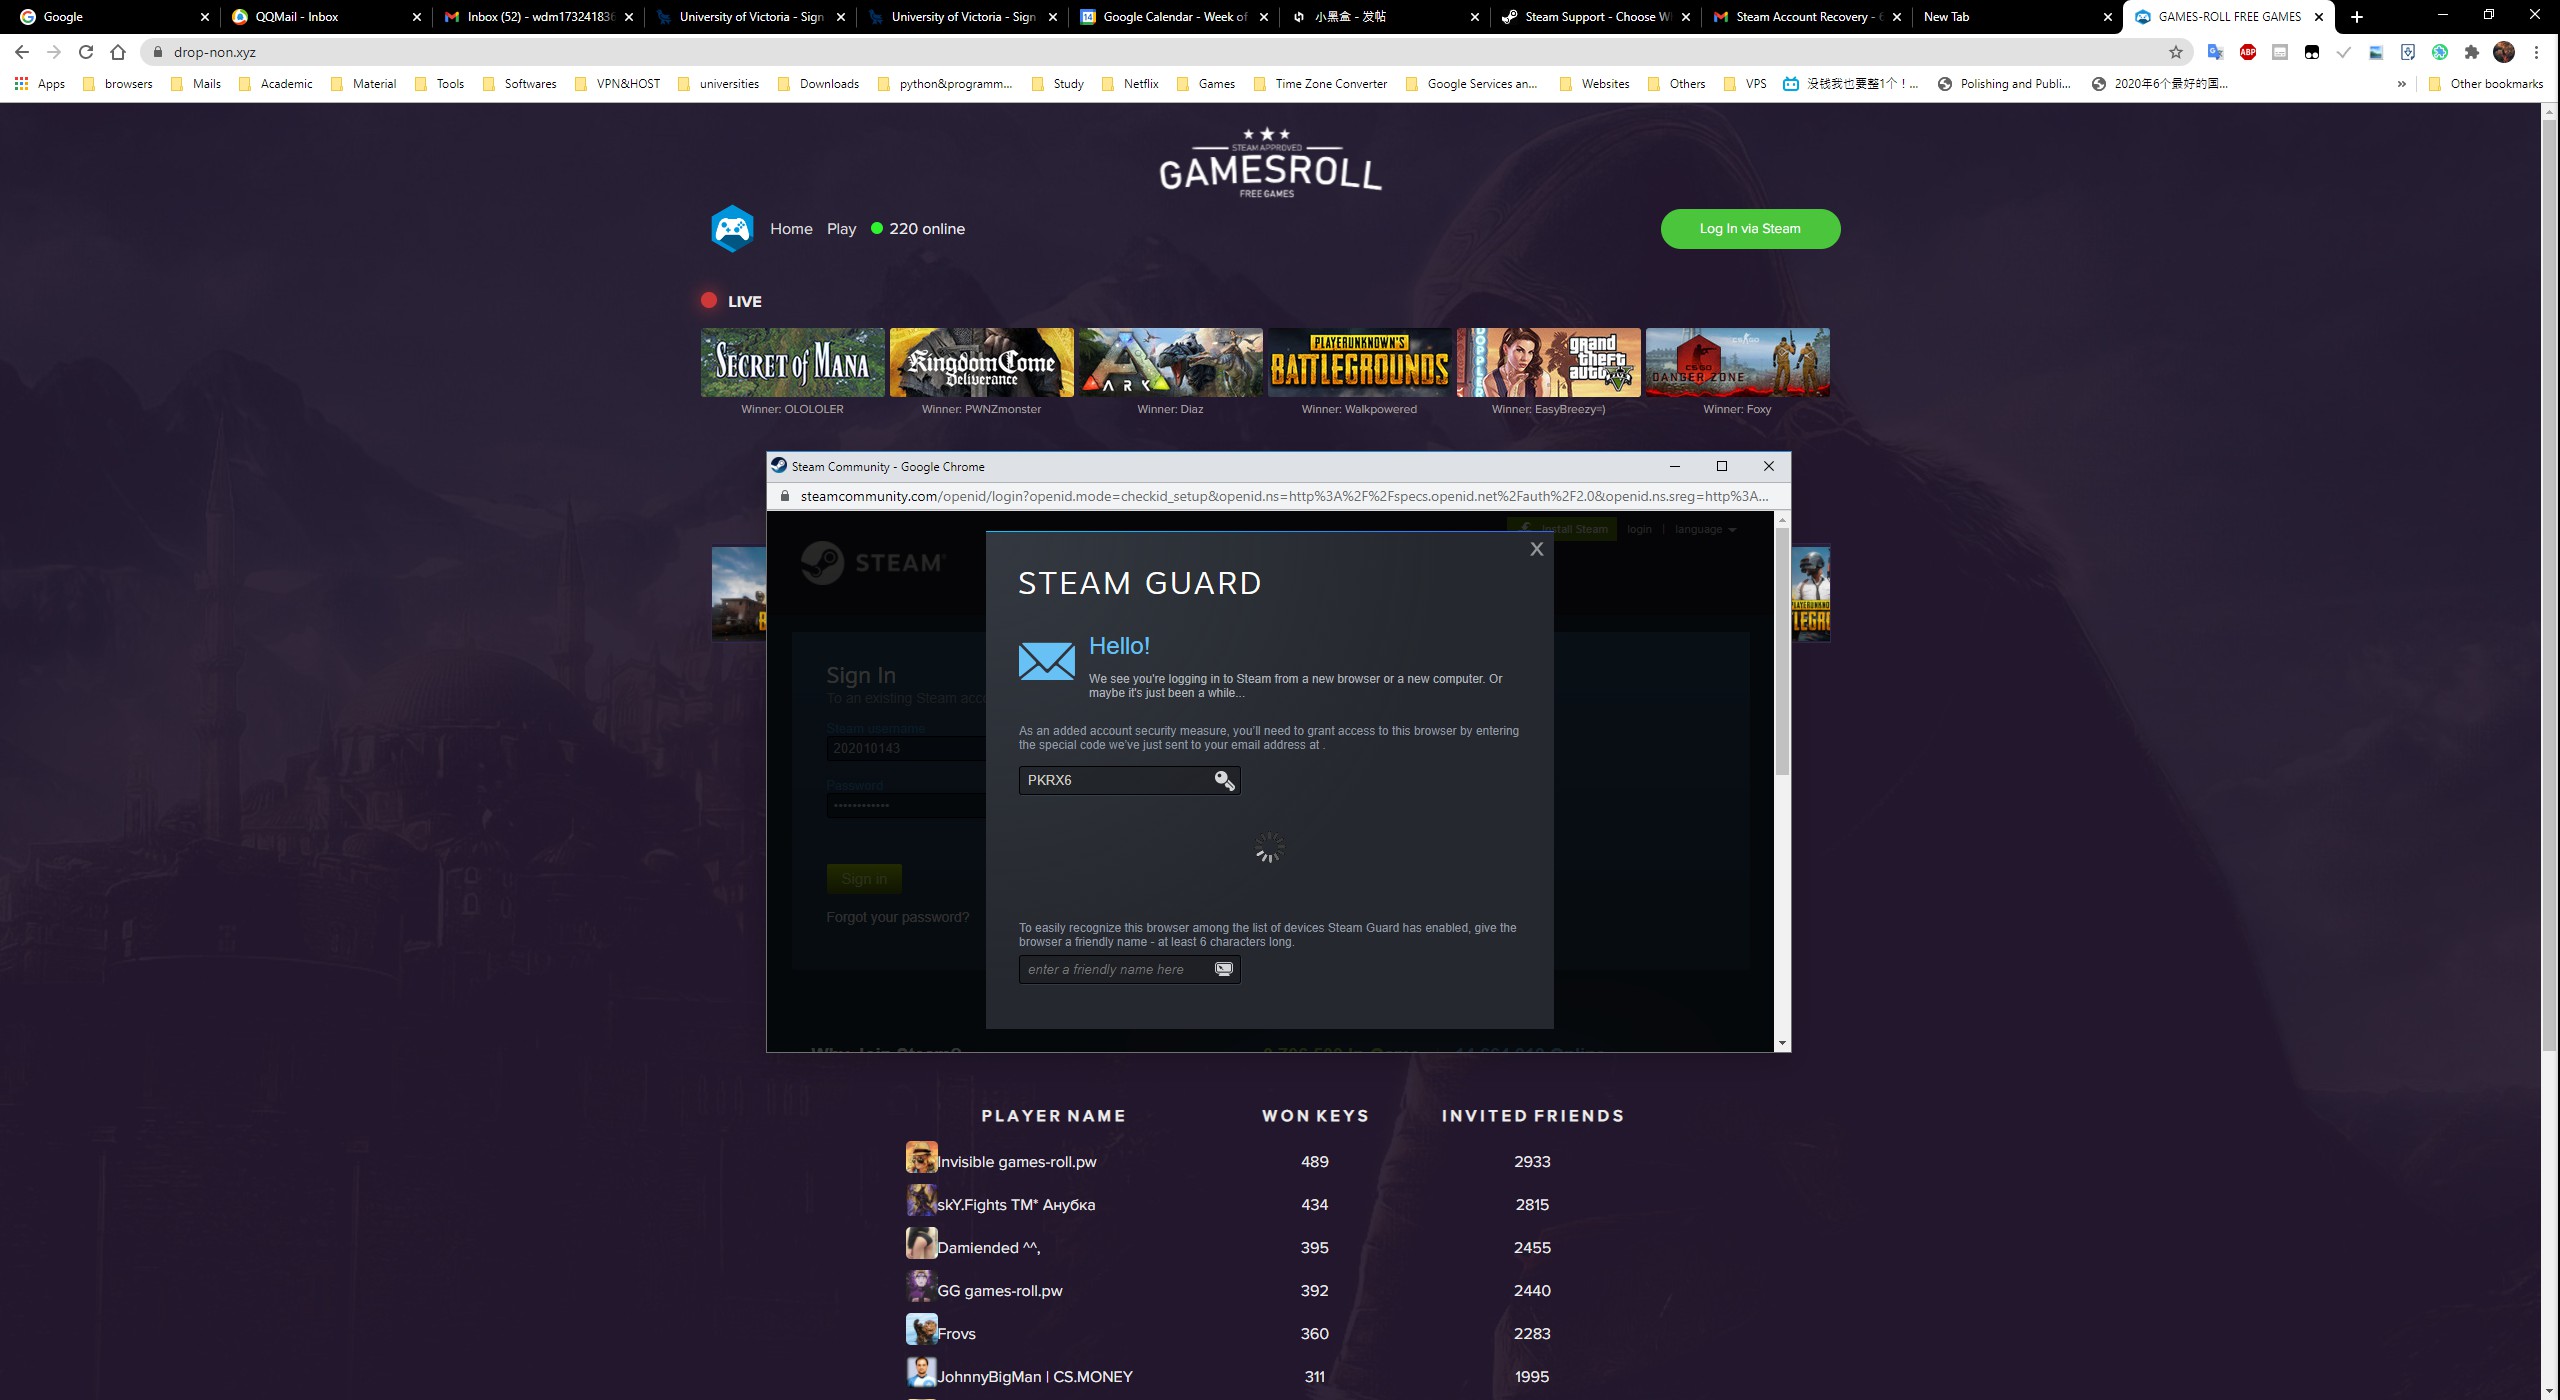 Google
QQMail - Inbox
Inbox (52) - wdm17324183
University of Victoria - Sign
University of Victoria - Sign
Google Calendar - Week of
小黑盒 - 发帖
Steam Support - Choose W
Steam Account Recovery -
New Tab
GAMES-ROLL FREE GAMES
drop-non.xyz
Apps
browsers
Mails
Academic
Material
Tools
Softwares
VPN&HOST
universities
Downloads
python&programm...
Study
Netflix
Games
Time Zone Converter
Google Services an...
Websites
Others
VPS
没钱我也要整1个！...
Polishing and Publi...
2020年6个最好的国...
»
Other bookmarks
STEAM APPROVED
GAMESROLL
FREE GAMES
Home Play 220 online
Log In via Steam
LIVE
SECRET of MANA
Kingdom Come Deliverance
ARK
PLAYERUNKNOWN'S BATTLEGROUNDS
grand theft auto V
CS:GO DANGER ZONE
Winner: OLOLOLER
Winner: PWNZmonster
Winner: Diaz
Winner: Walkpowered
Winner: EasyBreezy=)
Winner: Foxy
Steam Community - Google Chrome
steamcommunity.com/openid/login?openid.mode=checkid_setup&openid.ns=http%3A%2F%2Fspecs.openid.net%2Fauth%2F2.0&openid.ns.sreg=http%3A...
Install Steam login | language
STEAM
X
STEAM GUARD
Hello!
We see you're logging in to Steam from a new browser or a new computer. Or
maybe it's just been a while...
As an added account security measure, you'll need to grant access to this browser by entering
the special code we've just sent to your email address at .
PKRX6
To easily recognize this browser among the list of devices Steam Guard has enabled, give the
browser a friendly name - at least 6 characters long.
enter a friendly name here
Sign In
To an existing Steam acc
Steam username
202010143
Password
Sign in
Forgot your password?
Why Join Steam?
PLAYER NAME WON KEYS INVITED FRIENDS
Invisible games-roll.pw 489 2933
skY.Fights TM* Анубка 434 2815
Damiended ^^, 395 2455
GG games-roll.pw 392 2440
Frovs 360 2283
JohnnyBigMan | CS.MONEY 311 1995